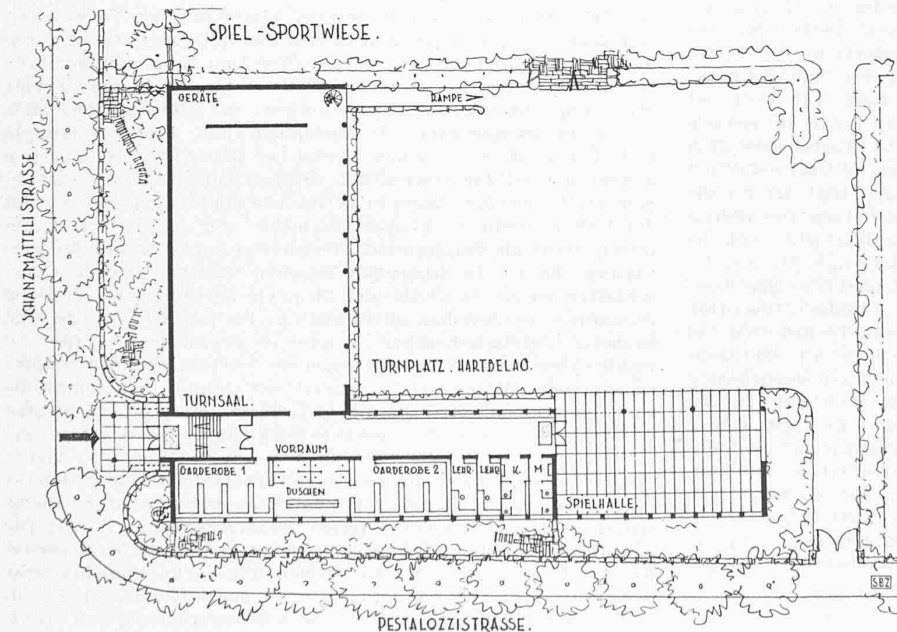 SPIEL-SPORTWIESE.
GERÄTE
RAMPE
SCHANZMÄTTELISTRASSE
TURNPLATZ. HARTBELAG.
TURNSAAL.
VORRAUM
GARDEROBE 1
GARDEROBE 2
LEHR.
LEHR.
K.
M
DUSCHEN
SPIELHALLE.
SBZ
PESTALOZZISTRASSE.